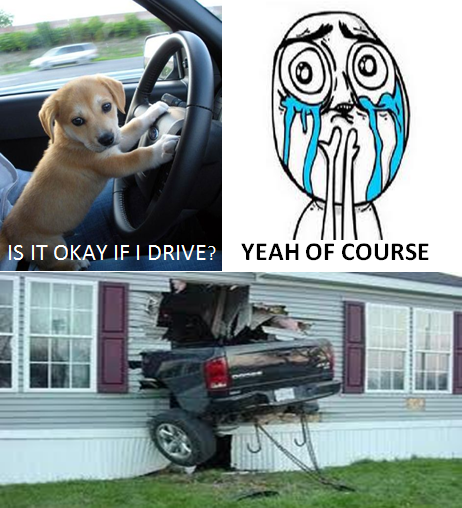 IS IT OKAY IF I DRIVE?
YEAH OF COURSE